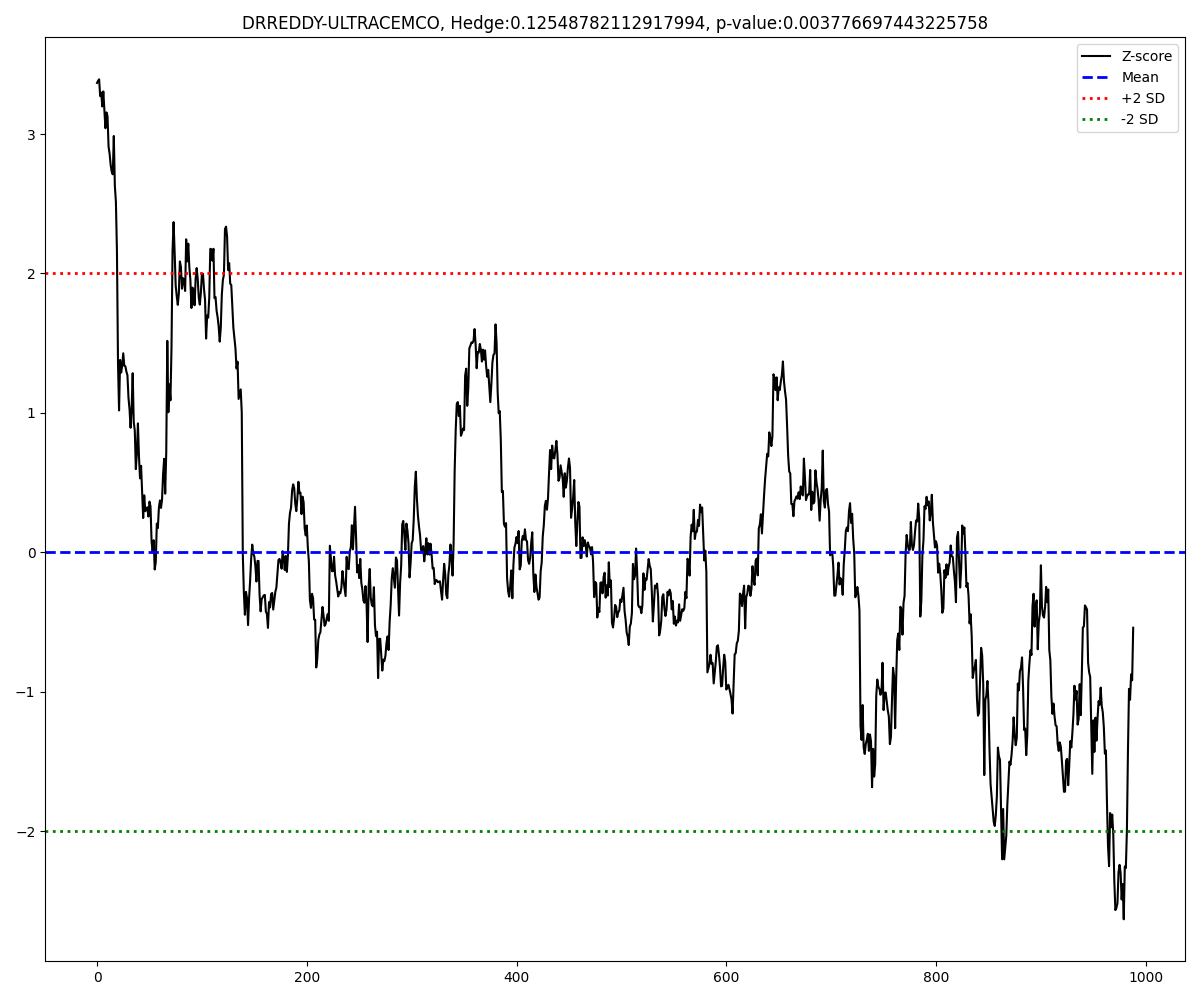 DRREDDY-ULTRACEMCO, Hedge:0.12548782112917994, p-value:0.003776697443225758
Z-score
Mean
+2 SD
-2 SD
3
2
1
0
−1
−2
0
200
400
600
800
1000